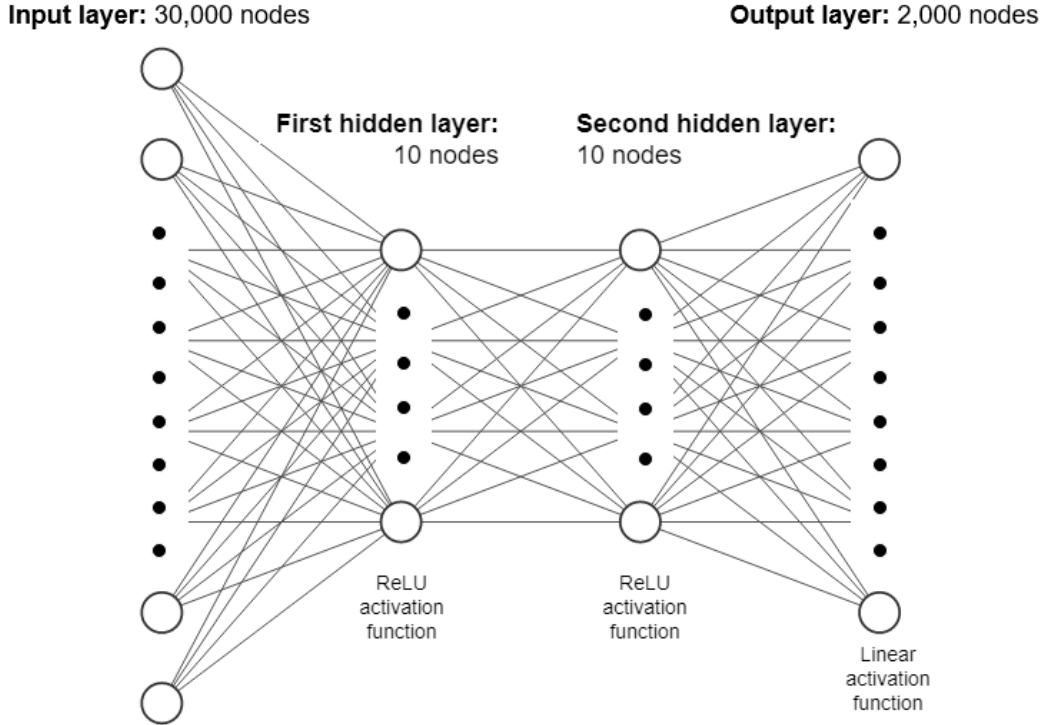 Input layer: 30,000 nodes
Output layer: 2,000 nodes
First hidden layer:
10 nodes
Second hidden layer:
10 nodes
ReLU
activation
function
ReLU
activation
function
Linear
activation
function